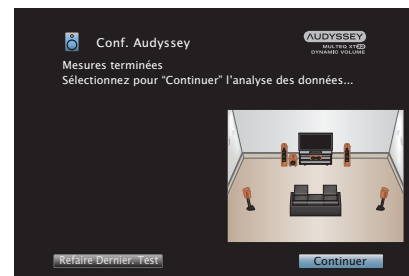 Conf. Audyssey
AUDYSSEY
MULTEQ XT32
DYNAMIC VOLUME
Mesures terminées
Sélectionnez pour “Continuer” l’analyse des données...
Refaire Dernier. Test
Continuer